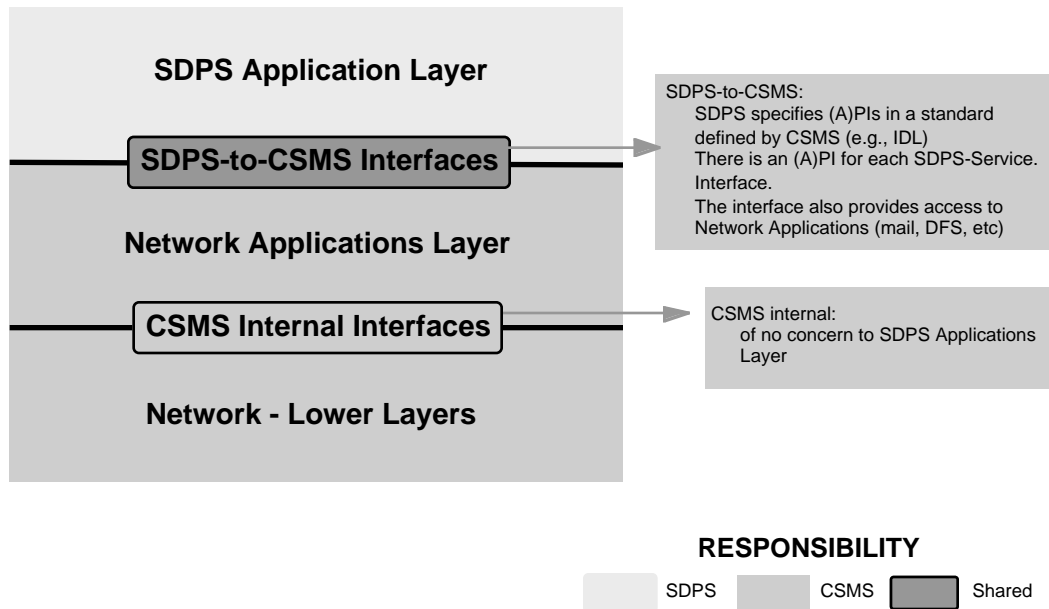 SDPS Application Layer
SDPS-to-CSMS Interfaces
Network Applications Layer
CSMS Internal Interfaces
Network - Lower Layers
SDPS-to-CSMS:
SDPS specifies (A)PIs in a standard
defined by CSMS (e.g., IDL)
There is an (A)PI for each SDPS-Service.
Interface.
The interface also provides access to
Network Applications (mail, DFS, etc)
CSMS internal:
of no concern to SDPS Applications
Layer
RESPONSIBILITY
SDPS CSMS Shared